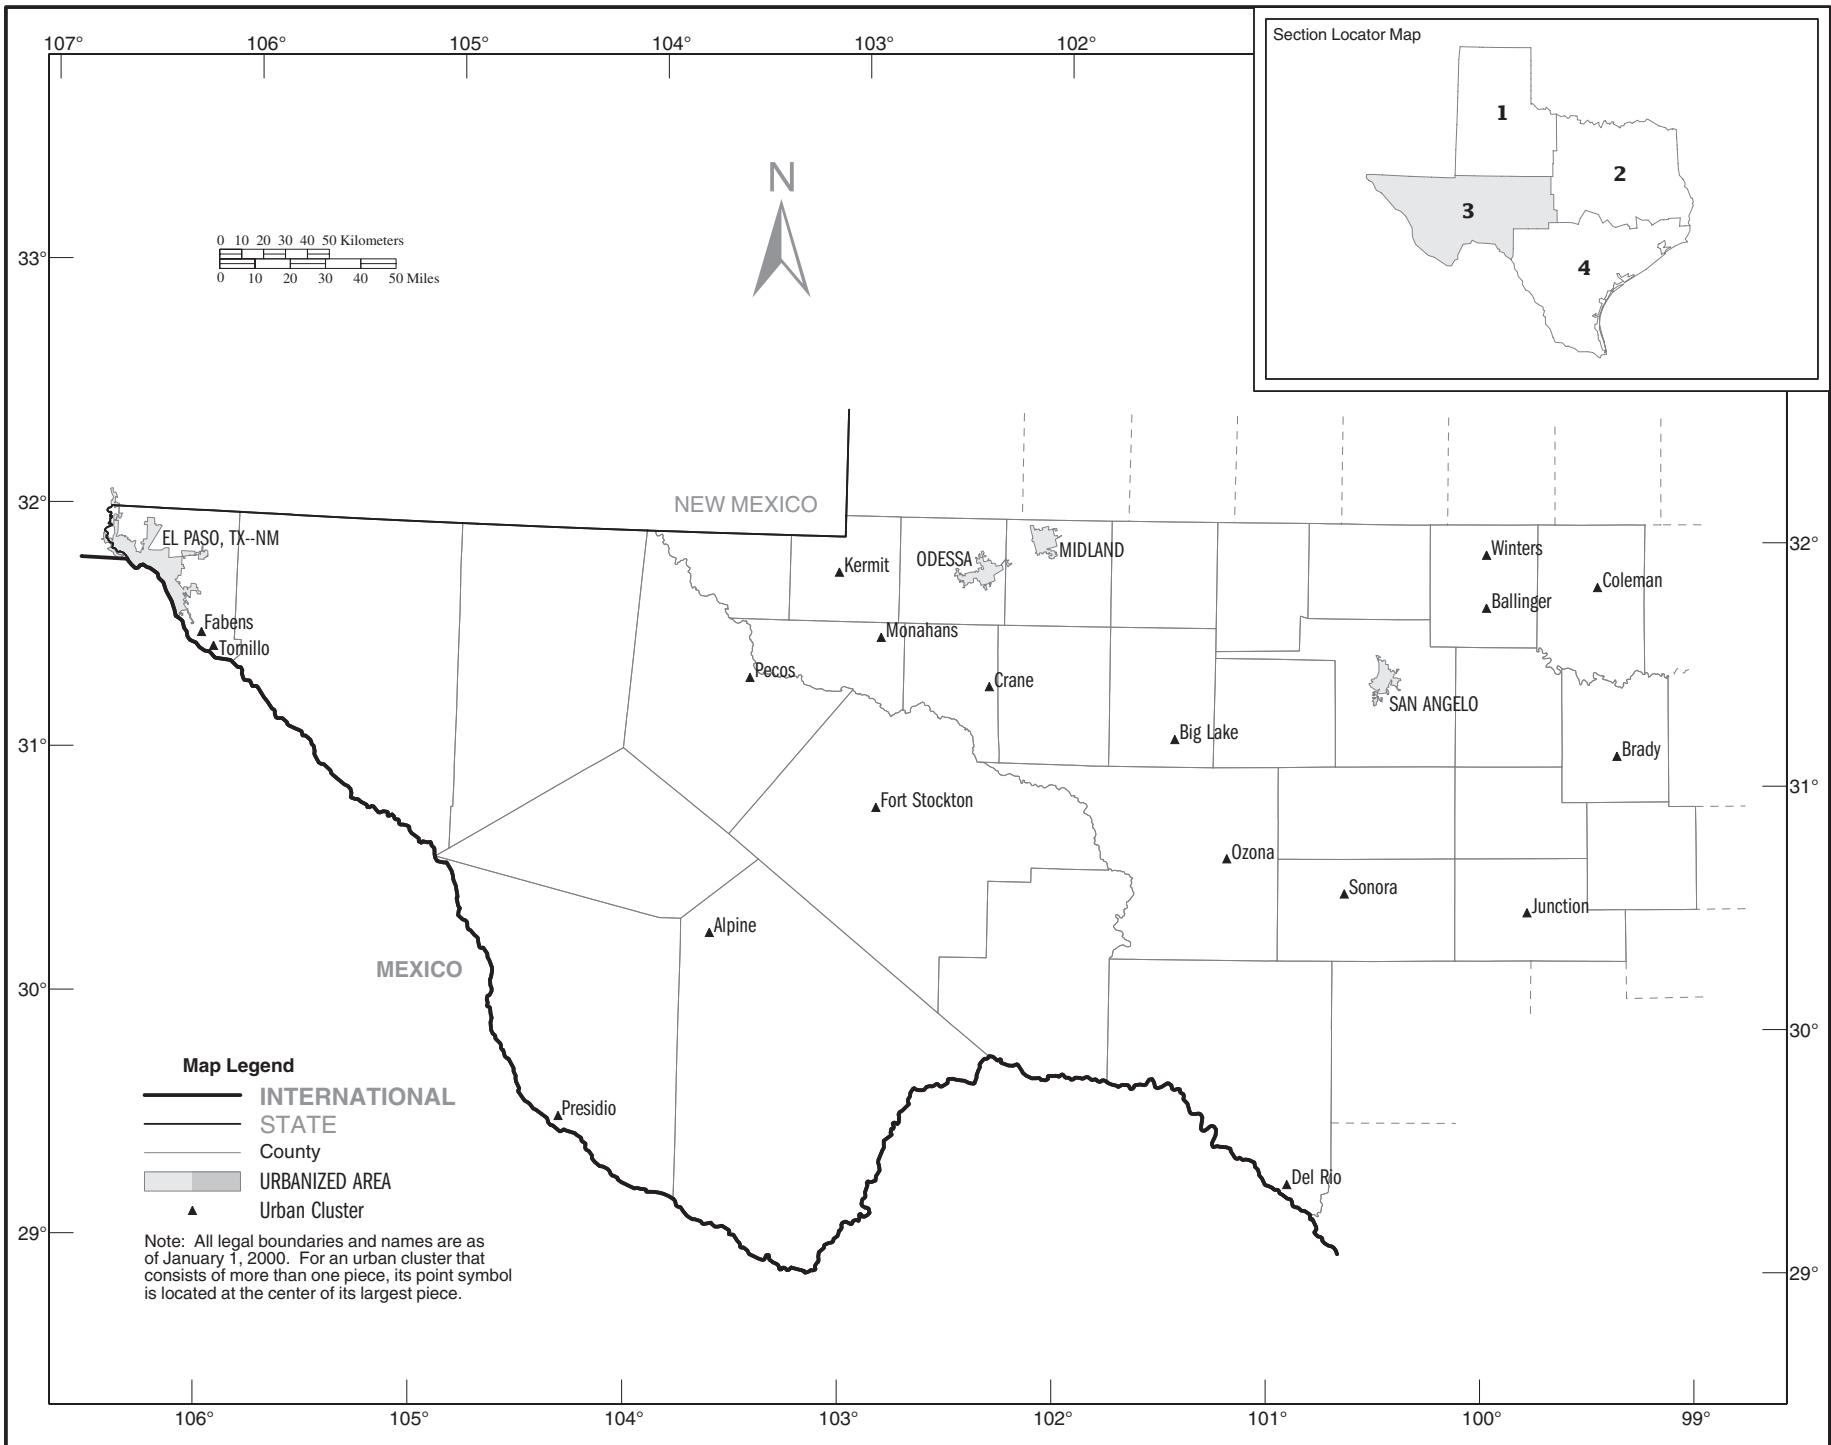 107°
106°
105°
104°
103°
102°
Section Locator Map
1
2
3
4
N
0 10 20 30 40 50 Kilometers
0 10 20 30 40 50 Miles
33°
32°
31°
30°
29°
32°
31°
30°
29°
NEW MEXICO
EL PASO, TX--NM
Fabens
Tornillo
Kermit
ODESSA
MIDLAND
Winters
Coleman
Ballinger
Monahans
Pecos
Crane
SAN ANGELO
Big Lake
Brady
Fort Stockton
Ozona
Sonora
Junction
Alpine
MEXICO
Presidio
Del Rio
Map Legend
INTERNATIONAL
STATE
County
URBANIZED AREA
Urban Cluster
Note: All legal boundaries and names are as
of January 1, 2000. For an urban cluster that
consists of more than one piece, its point symbol
is located at the center of its largest piece.
106°
105°
104°
103°
102°
101°
100°
99°